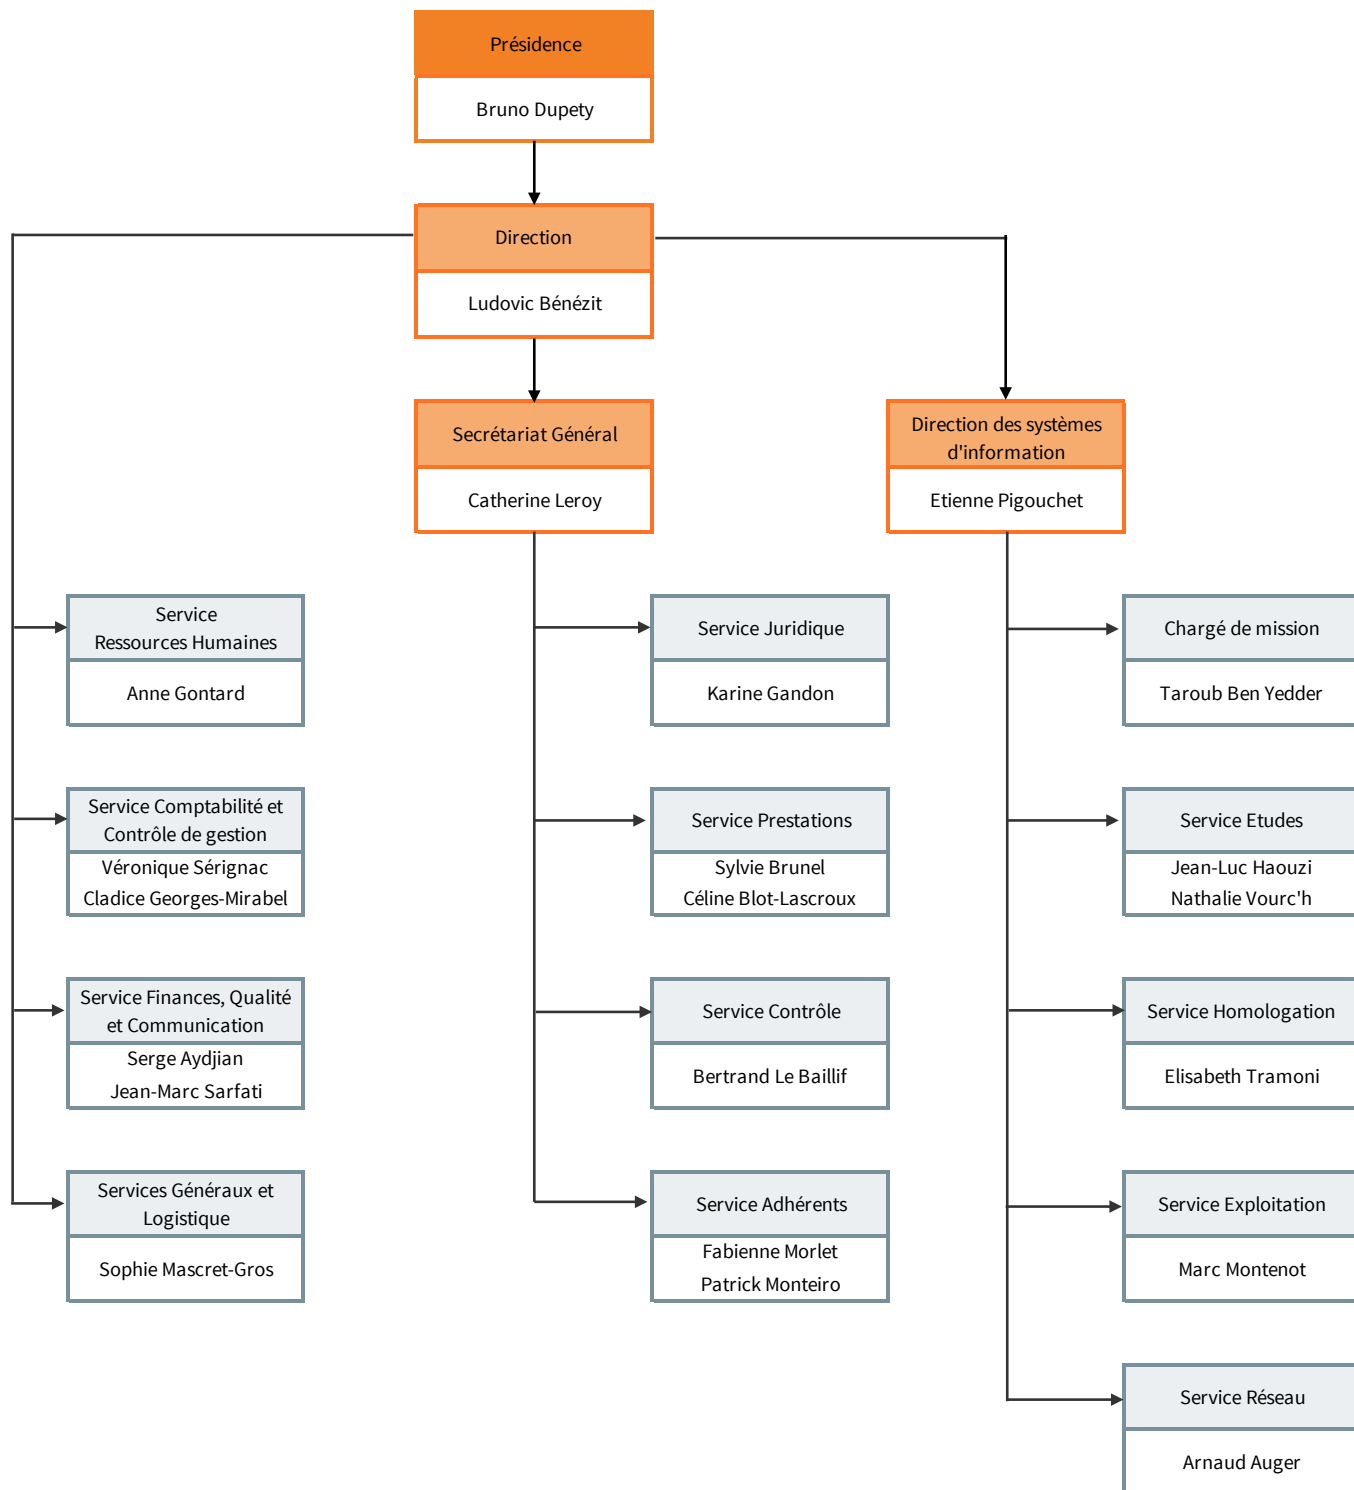 Présidence
Bruno Dupety
Direction
Ludovic Bénézit
Secrétariat Général
Catherine Leroy
Direction des systèmes
d'information
Etienne Pigouchet
Service
Ressources Humaines
Anne Gontard
Service Comptabilité et
Contrôle de gestion
Véronique Sérignac
Cladice Georges-Mirabel
Service Finances, Qualité
et Communication
Serge Aydjian
Jean-Marc Sarfati
Services Généraux et
Logistique
Sophie Mascret-Gros
Service Juridique
Karine Gandon
Service Prestations
Sylvie Brunel
Céline Blot-Lascroux
Service Contrôle
Bertrand Le Baillif
Service Adhérents
Fabienne Morlet
Patrick Monteiro
Chargé de mission
Taroub Ben Yedder
Service Etudes
Jean-Luc Haouzi
Nathalie Vourc'h
Service Homologation
Elisabeth Tramoni
Service Exploitation
Marc Montenot
Service Réseau
Arnaud Auger